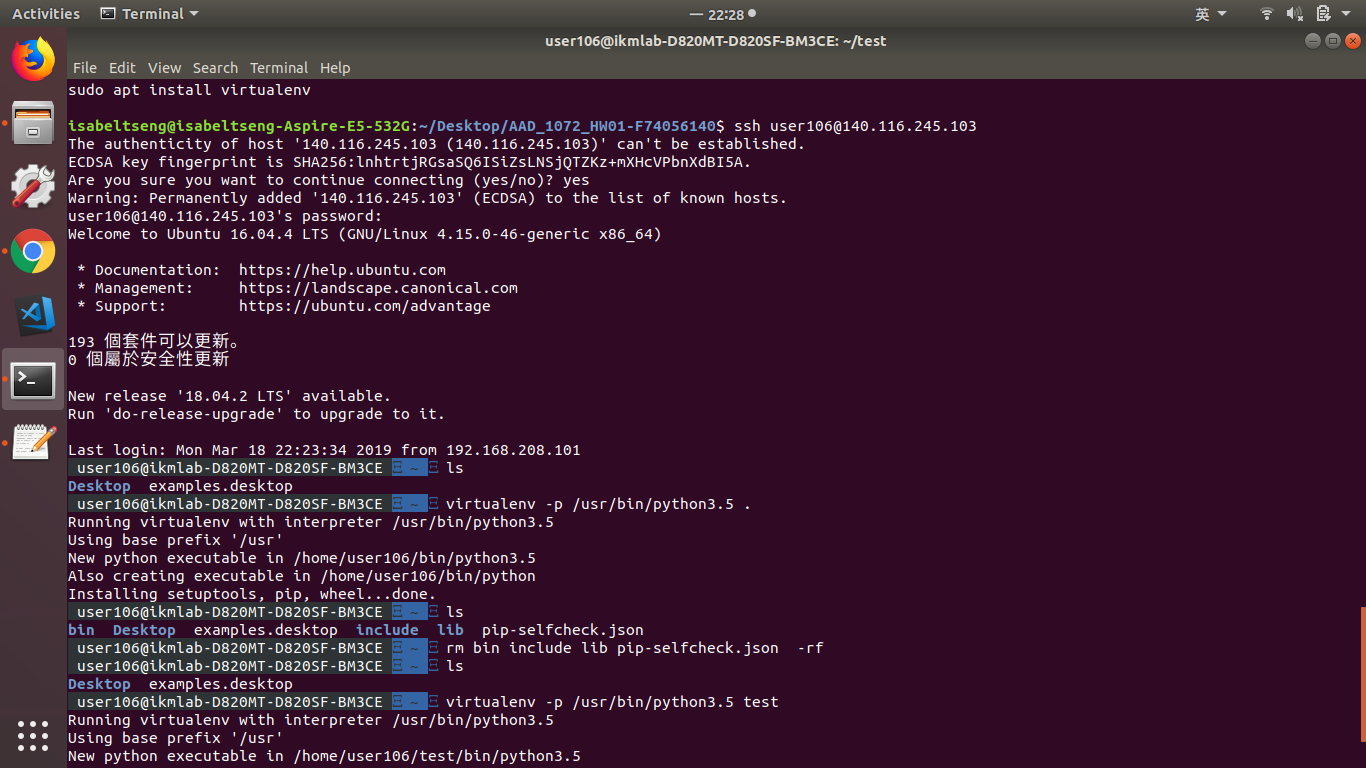 Activities Terminal 22:28 英
user106@ikmlab-D820MT-D820SF-BM3CE: ~/test
File Edit View Search Terminal Help
sudo apt install virtualenv
isabeltseng@isabeltseng-Aspire-E5-532G:~/Desktop/AAD_1072_HW01-F74056140$ ssh user106@140.116.245.103
The authenticity of host '140.116.245.103 (140.116.245.103)' can't be established.
ECDSA key fingerprint is SHA256:lnhtrtjRGsaSQ6ISiZsLNSjQTZKz+mXHcVPbnXdBI5A.
Are you sure you want to continue connecting (yes/no)? yes
Warning: Permanently added '140.116.245.103' (ECDSA) to the list of known hosts.
user106@140.116.245.103's password:
Welcome to Ubuntu 16.04.4 LTS (GNU/Linux 4.15.0-46-generic x86_64)
* Documentation: https://help.ubuntu.com
* Management: https://landscape.canonical.com
* Support: https://ubuntu.com/advantage
193 個套件可以更新。
0 個屬於安全性更新
New release '18.04.2 LTS' available.
Run 'do-release-upgrade' to upgrade to it.
Last login: Mon Mar 18 22:23:34 2019 from 192.168.208.101
user106@ikmlab-D820MT-D820SF-BM3CE ~ ls
Desktop examples.desktop
user106@ikmlab-D820MT-D820SF-BM3CE ~ virtualenv -p /usr/bin/python3.5 .
Running virtualenv with interpreter /usr/bin/python3.5
Using base prefix '/usr'
New python executable in /home/user106/bin/python3.5
Also creating executable in /home/user106/bin/python
Installing setuptools, pip, wheel...done.
user106@ikmlab-D820MT-D820SF-BM3CE ~ ls
bin Desktop examples.desktop include lib pip-selfcheck.json
user106@ikmlab-D820MT-D820SF-BM3CE ~ rm bin include lib pip-selfcheck.json -rf
user106@ikmlab-D820MT-D820SF-BM3CE ~ ls
Desktop examples.desktop
user106@ikmlab-D820MT-D820SF-BM3CE ~ virtualenv -p /usr/bin/python3.5 test
Running virtualenv with interpreter /usr/bin/python3.5
Using base prefix '/usr'
New python executable in /home/user106/test/bin/python3.5